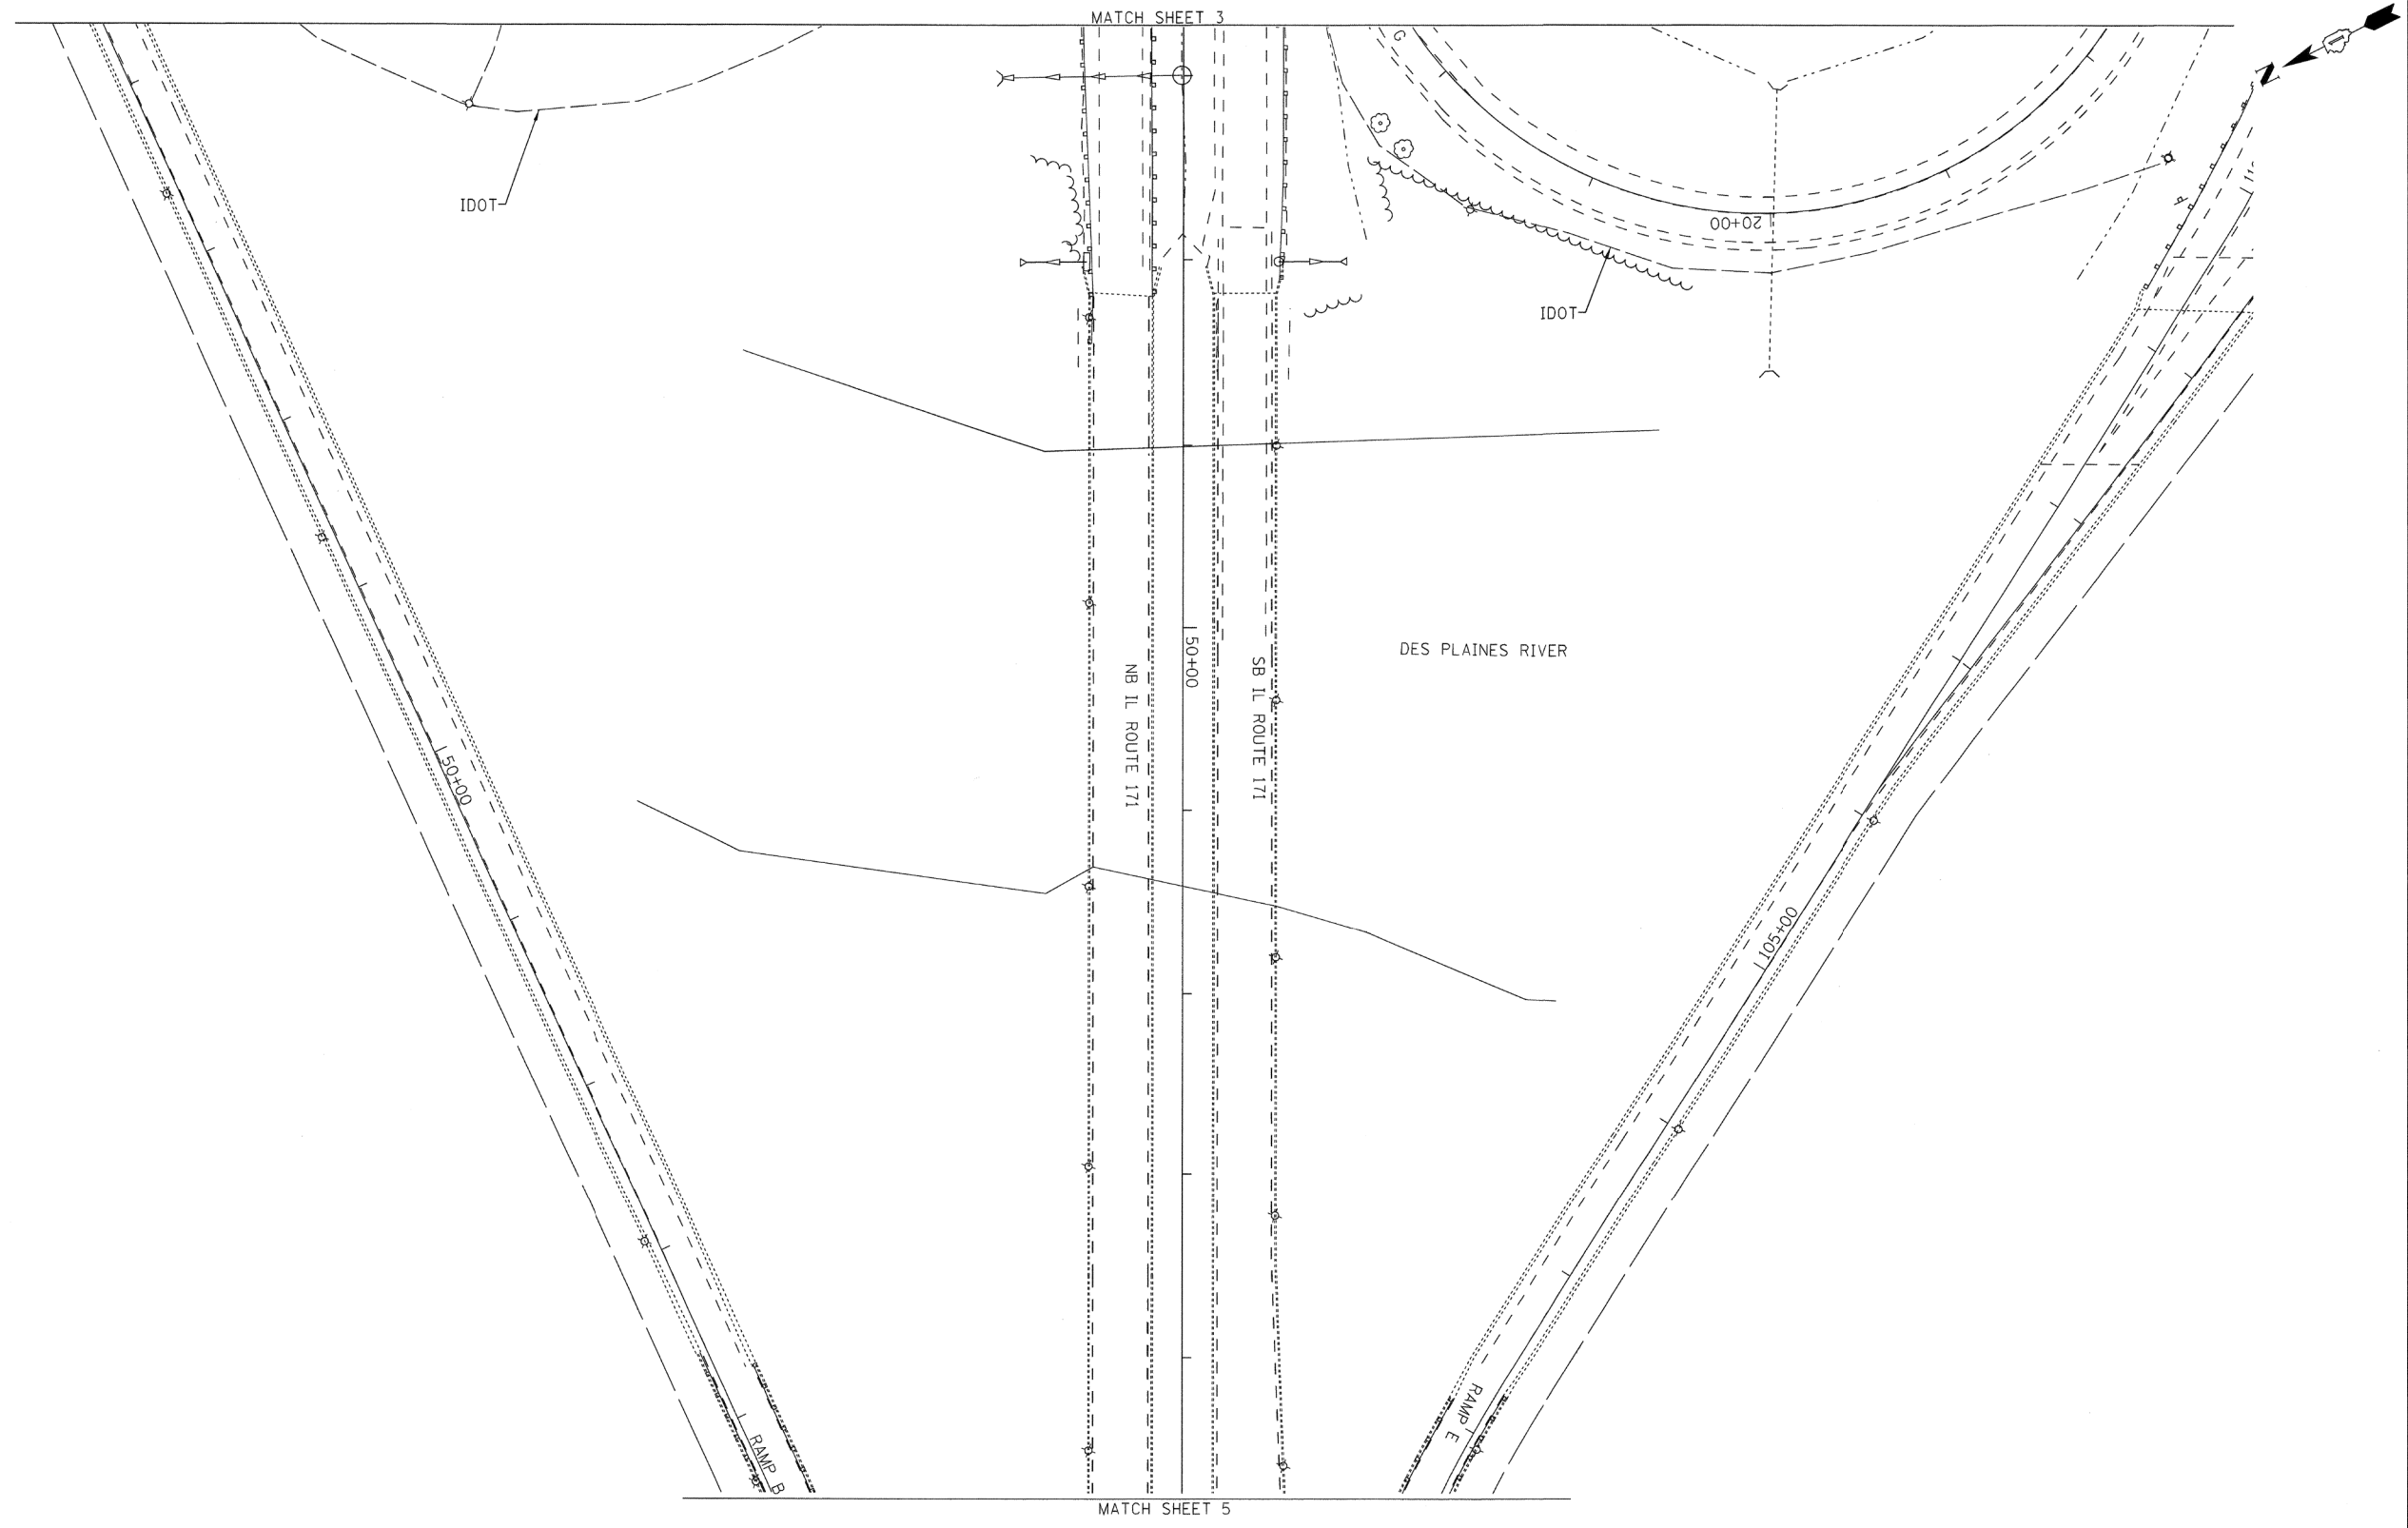 MATCH SHEET 3
G
N
IDOT
20+00
IDOT
DES PLAINES RIVER
50+00
NB IL ROUTE 171
SB IL ROUTE 171
50+00
105+00
RAMP E
RAMP B
MATCH SHEET 5